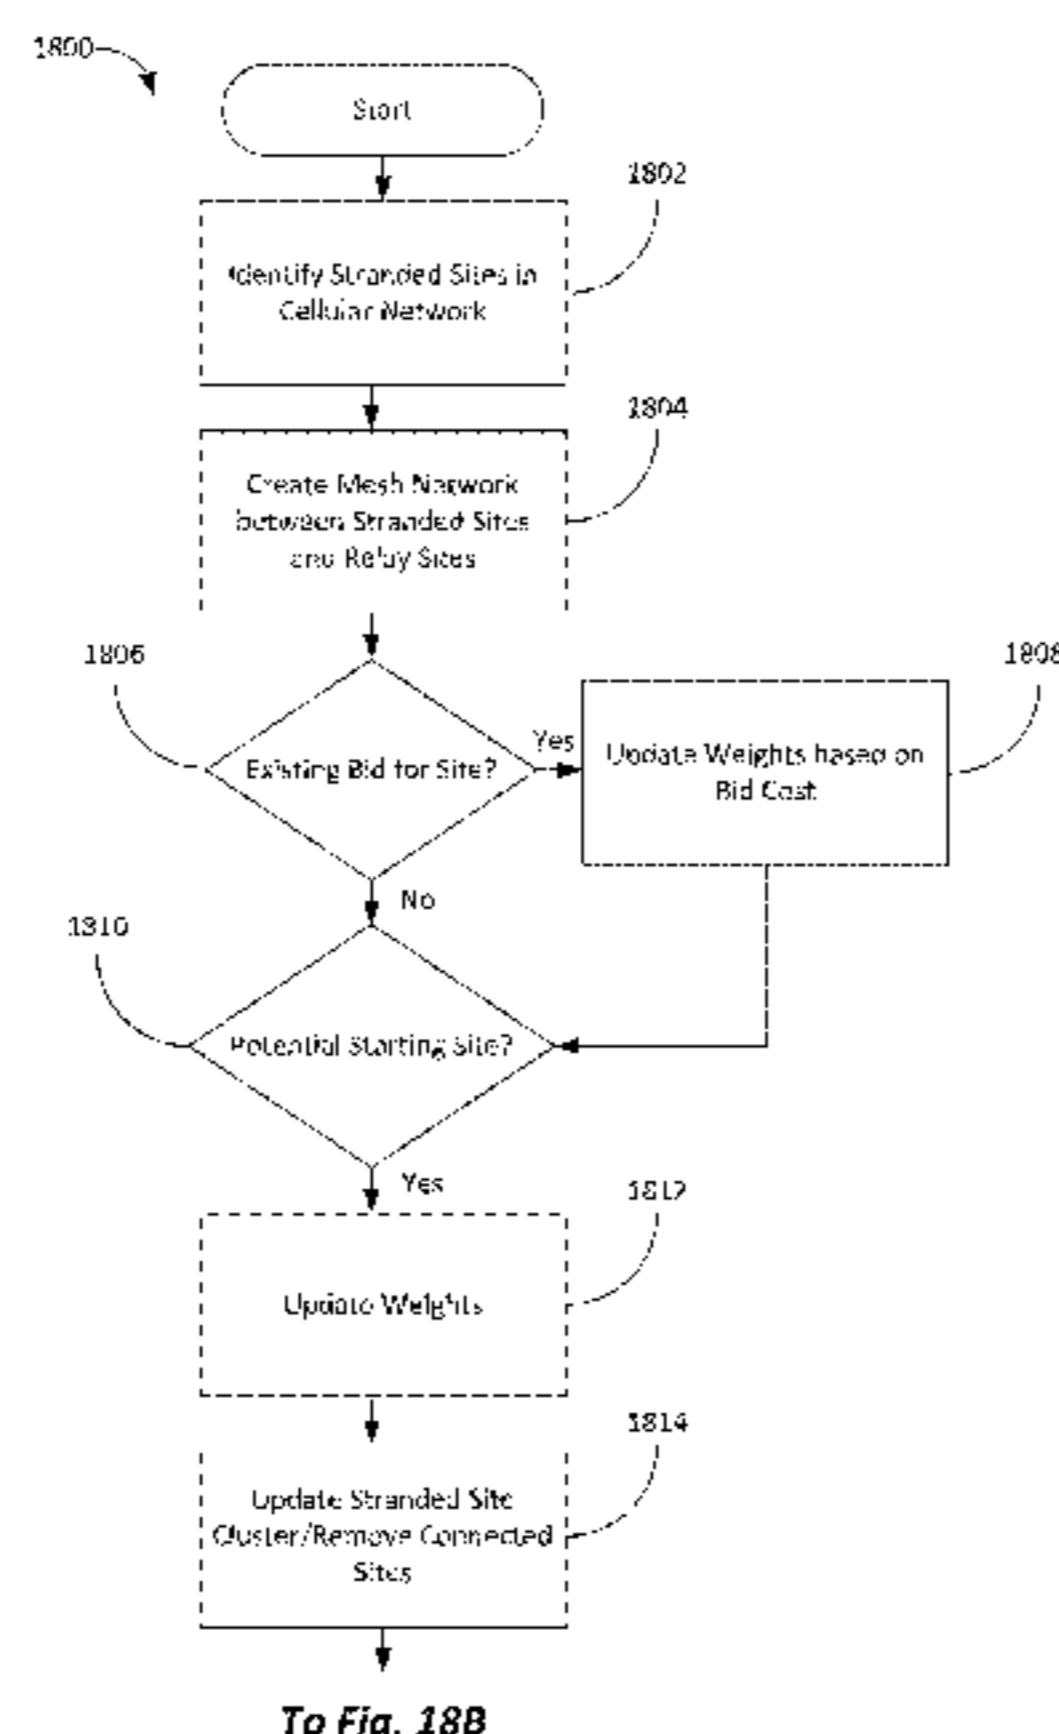 1800
Start
1802
Identify Stranded Sites in
Cellular Network
1804
Create Mesh Network
between Stranded Sites
and Relay Sites
1806
1808
Existing Bid for Site?
Yes
Update Weights based on
Bid Cost
No
1810
Potential Starting Site?
Yes
1812
Update Weights
1814
Update Stranded Site
Cluster/Remove Connected
Sites
To Fig. 18B